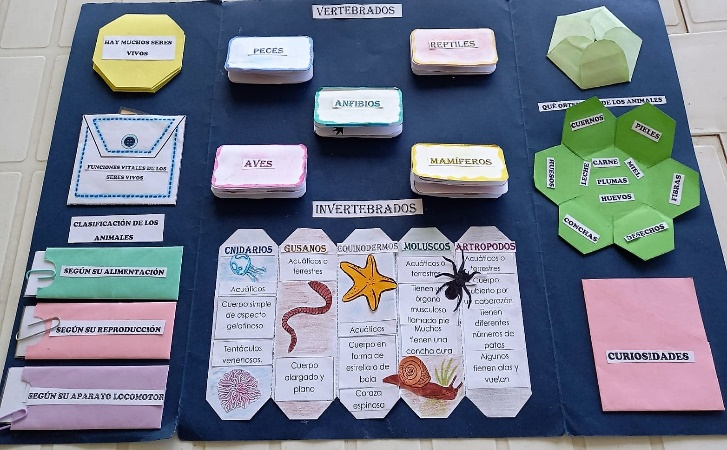 VERTEBRADOS
HAY MUCHOS SERES
VIVOS
PECES
REPTILES
ANFIBIOS
AVES
MAMÍFEROS
FUNCIONES VITALES DE LOS
SERES VIVOS
CLASIFICACIÓN DE LOS
ANIMALES
SEGÚN SU ALIMENTACIÓN
SEGÚN SU REPRODUCCIÓN
SEGÚN SU APARAYO LOCOMOTOR
INVERTEBRADOS
CNIDARIOS
Acuáticos
Cuerpo simple
de aspecto
gelatinoso
Tentáculos
venenosos.
GUSANOS
Acuáticos o
terrestres
Cuerpo
alargado y
plano
EQUINODERMOS
Acuáticos
Cuerpo en
forma de
estrella o de
bola
Coraza
espinosa
MOLUSCOS
Acuáticos o
terrestres
Tienen
órgano
musculoso
llamado pie
Muchos
tienen una
concha dura
ARTROPODOS
Acuáticos o
terrestres
Cuerpo
cubierto por
un caparazón
Tienen
diferentes
números de
patas
Algunos
tienen alas y
vuelan
QUÉ DE LOS ANIMALES
CUERNOS
PIELES
HUESOS
LECHE
CARNE
MIEL
PLUMAS
HUEVOS
FIBRAS
CONCHAS
DESECHOS
CURIOSIDADES